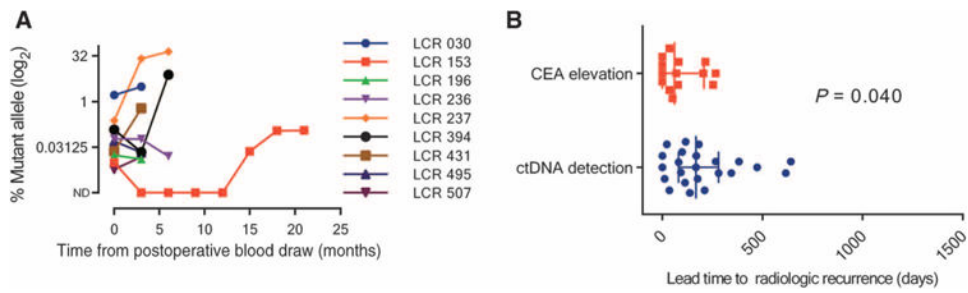 A
% Mutant allele (log2)
32
1
0.03125
ND
0 5 10 15 20 25
Time from postoperative blood draw (months)
LCR 030
LCR 153
LCR 196
LCR 236
LCR 237
LCR 394
LCR 431
LCR 495
LCR 507
B
CEA elevation
ctDNA detection
P = 0.040
0 500 1000 1500
Lead time to radiologic recurrence (days)